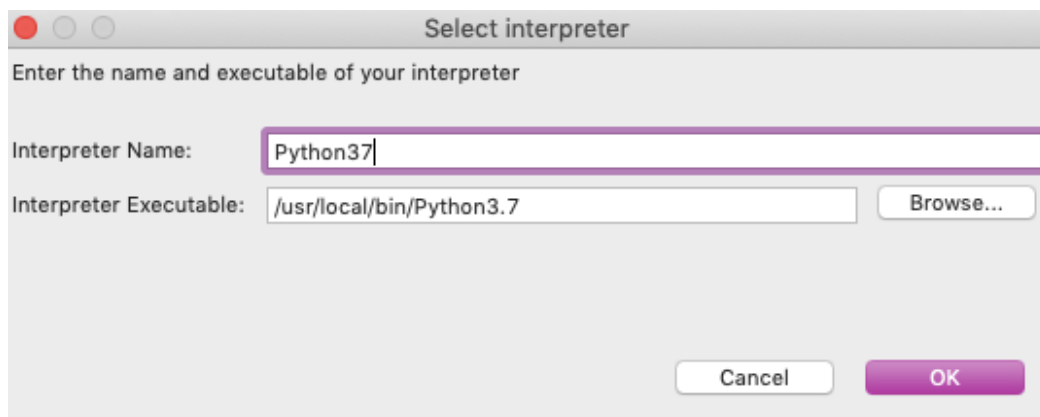 Select interpreter
Enter the name and executable of your interpreter
Interpreter Name: Python37
Interpreter Executable: /usr/local/bin/Python3.7 Browse...
Cancel OK